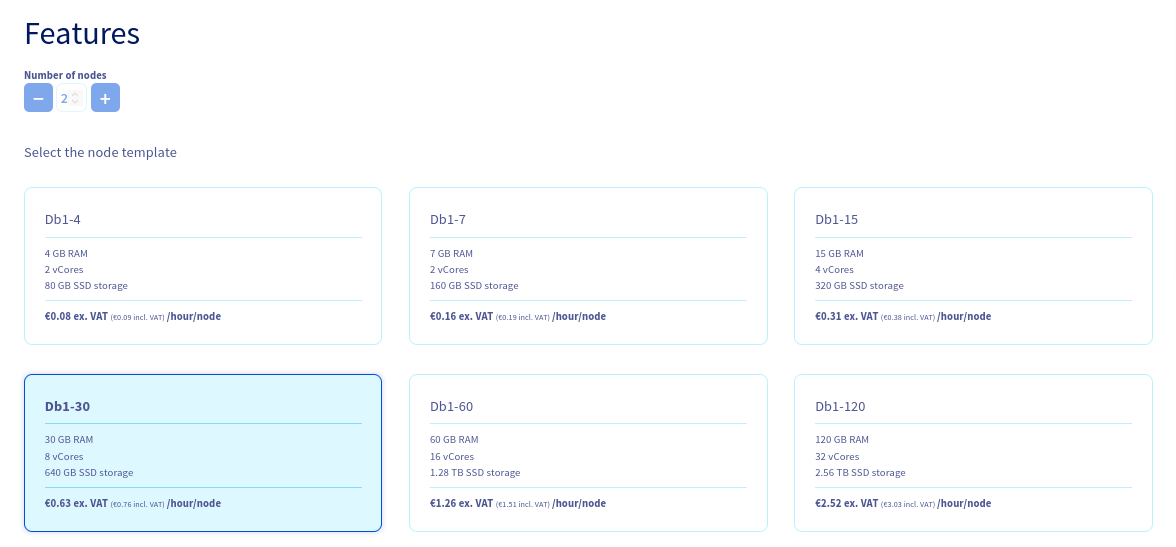 Features
Number of nodes
− 2 +
Select the node template
Db1-4
4 GB RAM
2 vCores
80 GB SSD storage
€0.08 ex. VAT (€0.09 incl. VAT) /hour/node
Db1-7
7 GB RAM
2 vCores
160 GB SSD storage
€0.16 ex. VAT (€0.19 incl. VAT) /hour/node
Db1-15
15 GB RAM
4 vCores
320 GB SSD storage
€0.31 ex. VAT (€0.38 incl. VAT) /hour/node
Db1-30
30 GB RAM
8 vCores
640 GB SSD storage
€0.63 ex. VAT (€0.76 incl. VAT) /hour/node
Db1-60
60 GB RAM
16 vCores
1.28 TB SSD storage
€1.26 ex. VAT (€1.51 incl. VAT) /hour/node
Db1-120
120 GB RAM
32 vCores
2.56 TB SSD storage
€2.52 ex. VAT (€3.03 incl. VAT) /hour/node